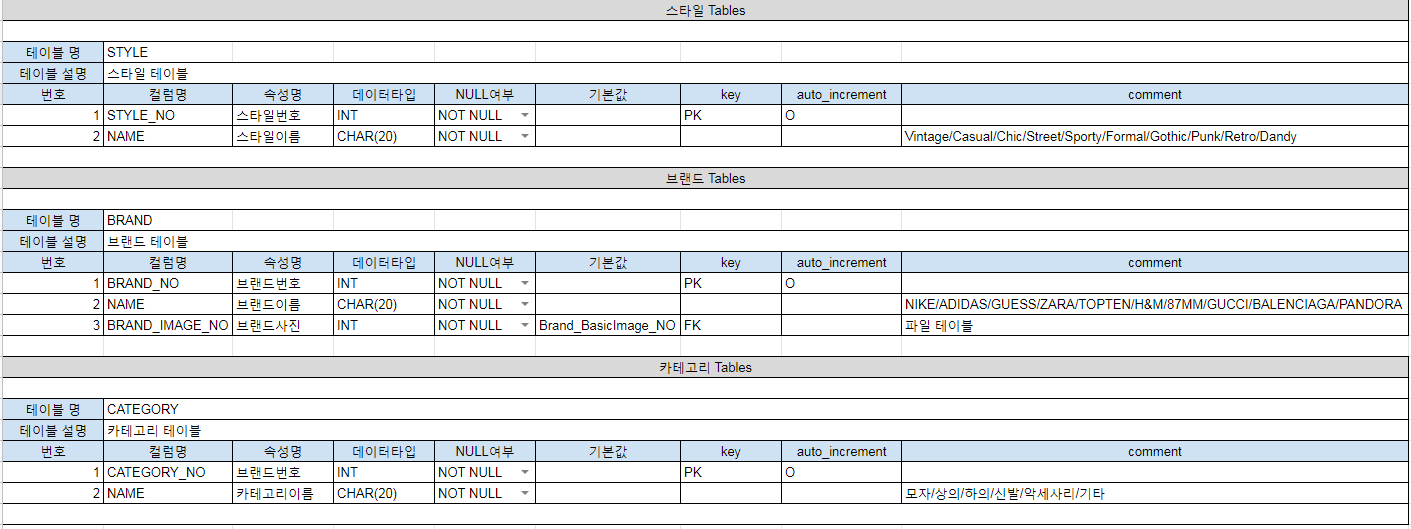 스타일 Tables
테이블 명 STYLE
테이블 설명 스타일 테이블
번호 컬럼명 속성명 데이터타입 NULL여부 기본값 key auto_increment comment
1 STYLE_NO 스타일번호 INT NOT NULL PK O
2 NAME 스타일이름 CHAR(20) NOT NULL Vintage/Casual/Chic/Street/Sporty/Formal/Gothic/Punk/Retro/Dandy
브랜드 Tables
테이블 명 BRAND
테이블 설명 브랜드 테이블
번호 컬럼명 속성명 데이터타입 NULL여부 기본값 key auto_increment comment
1 BRAND_NO 브랜드번호 INT NOT NULL PK O
2 NAME 브랜드이름 CHAR(20) NOT NULL NIKE/ADIDAS/GUESS/ZARA/TOPTEN/H&M/87MM/GUCCI/BALENCIAGA/PANDORA
3 BRAND_IMAGE_NO 브랜드사진 INT NOT NULL Brand_BasicImage_NO FK 파일 테이블
카테고리 Tables
테이블 명 CATEGORY
테이블 설명 카테고리 테이블
번호 컬럼명 속성명 데이터타입 NULL여부 기본값 key auto_increment comment
1 CATEGORY_NO 브랜드번호 INT NOT NULL PK O
2 NAME 카테고리이름 CHAR(20) NOT NULL 모자/상의/하의/신발/악세사리/기타